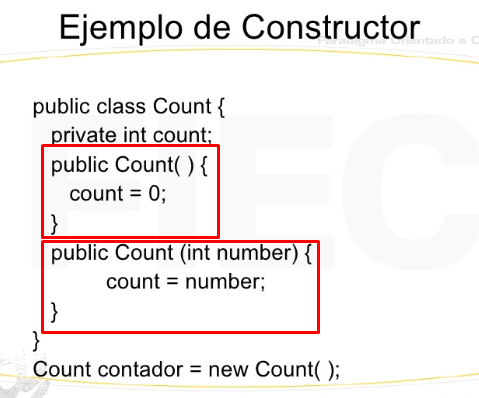 Ejemplo de Constructor
Paradigma Orientado a
public class Count {
private int count;
public Count( ) {
count = 0;
}
public Count (int number) {
count = number;
}
}
Count contador = new Count( );